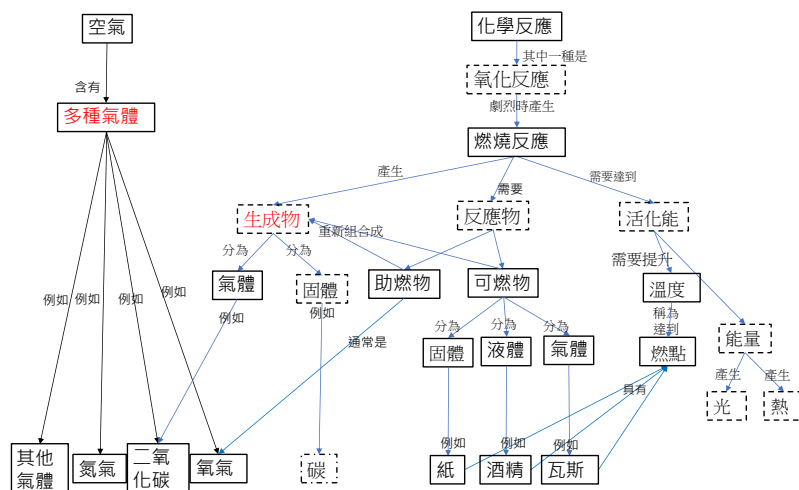 空氣
化學反應
其中一種是
氧化反應
含有
劇烈時產生
多種氣體
燃燒反應
產生
需要
需要達到
生成物
反應物
活化能
重新組合成
分為
分為
需要提升
氣體
固體
助燃物
可燃物
溫度
例如
例如
例如
例如
例如
例如
稱為
達到
分為
分為
分為
通常是
能量
固體
液體
氣體
燃點
產生
產生
具有
光
熱
例如
例如
例如
其他
氣體
氮氣
二氧
化碳
氧氣
碳
紙
酒精
瓦斯